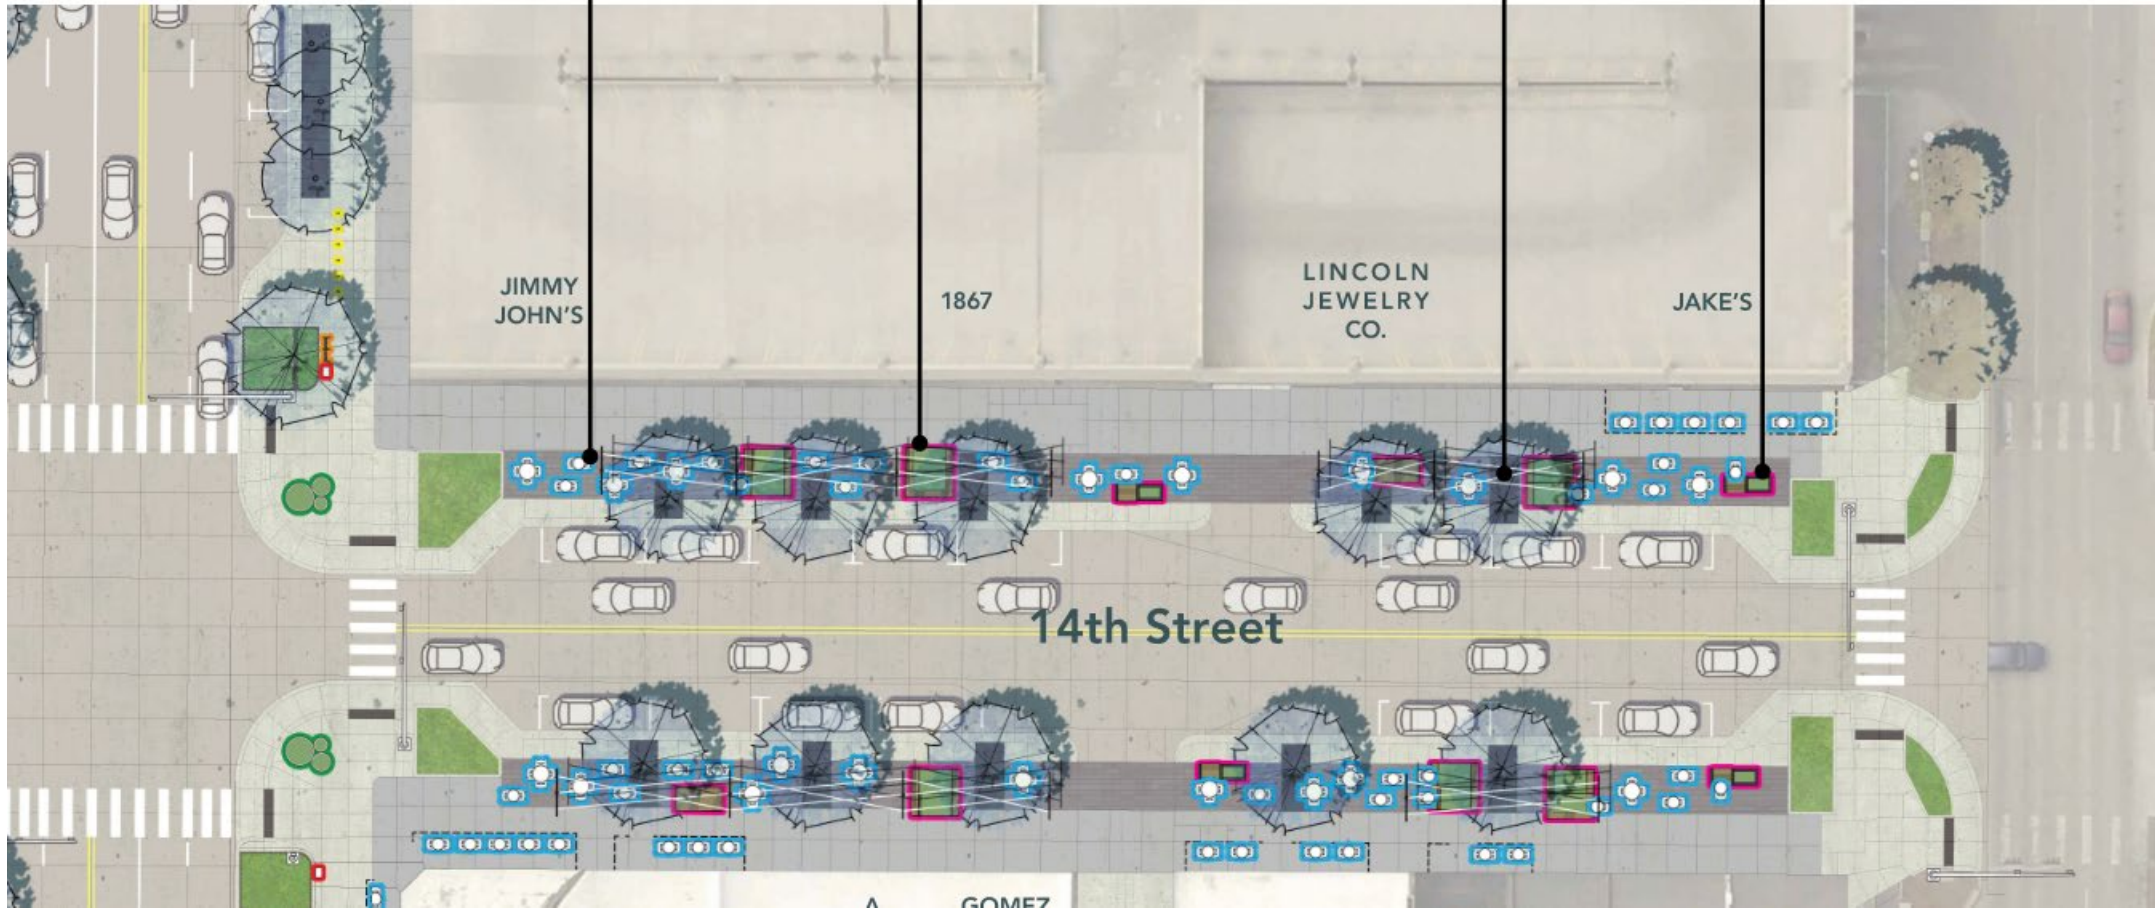 JIMMY
JOHN'S
1867
LINCOLN
JEWELRY
CO.
JAKE'S
14th Street
A
GOMEZ